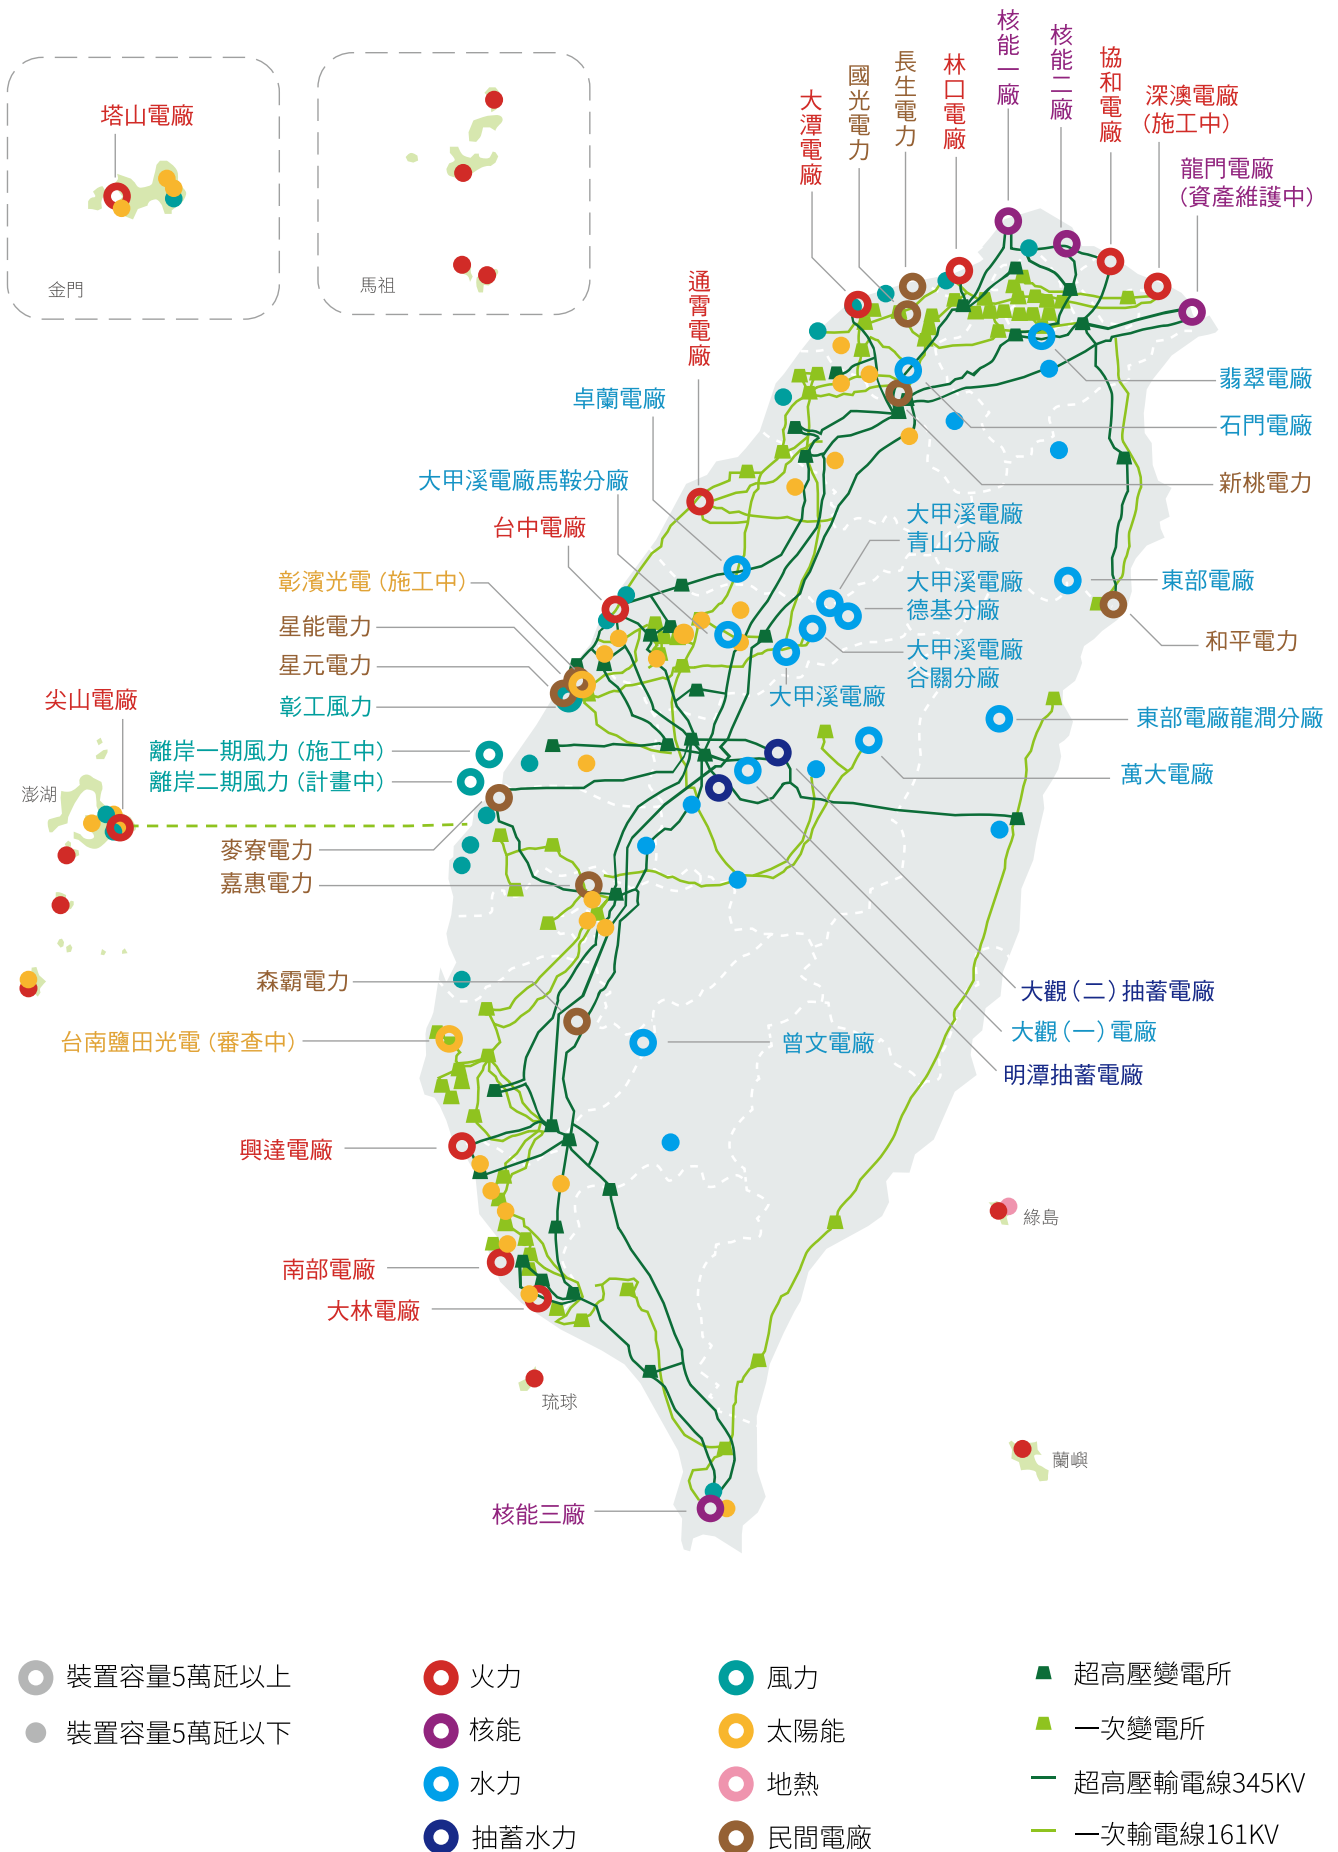 塔山電廠
金門
馬祖
大潭電廠
國光電力
長生電力
林口電廠
核能一廠
核能二廠
協和電廠
深澳電廠
(施工中)
龍門電廠
(資產維護中)
通霄電廠
卓蘭電廠
大甲溪電廠馬鞍分廠
台中電廠
彰濱光電(施工中)
星能電力
星元電力
彰工風力
尖山電廠
離岸一期風力(施工中)
離岸二期風力(計畫中)
澎湖
麥寮電力
嘉惠電力
森霸電力
台南鹽田光電(審查中)
興達電廠
南部電廠
大林電廠
琉球
核能三廠
翡翠電廠
石門電廠
新桃電力
大甲溪電廠
青山分廠
大甲溪電廠
德基分廠
大甲溪電廠
谷關分廠
大甲溪電廠
東部電廠
和平電力
東部電廠龍澗分廠
萬大電廠
大觀(二)抽蓄電廠
大觀(一)電廠
明潭抽蓄電廠
曾文電廠
綠島
蘭嶼
裝置容量5萬瓩以上
裝置容量5萬瓩以下
火力
核能
水力
抽蓄水力
風力
太陽能
地熱
民間電廠
超高壓變電所
一次變電所
超高壓輸電線345KV
一次輸電線161KV